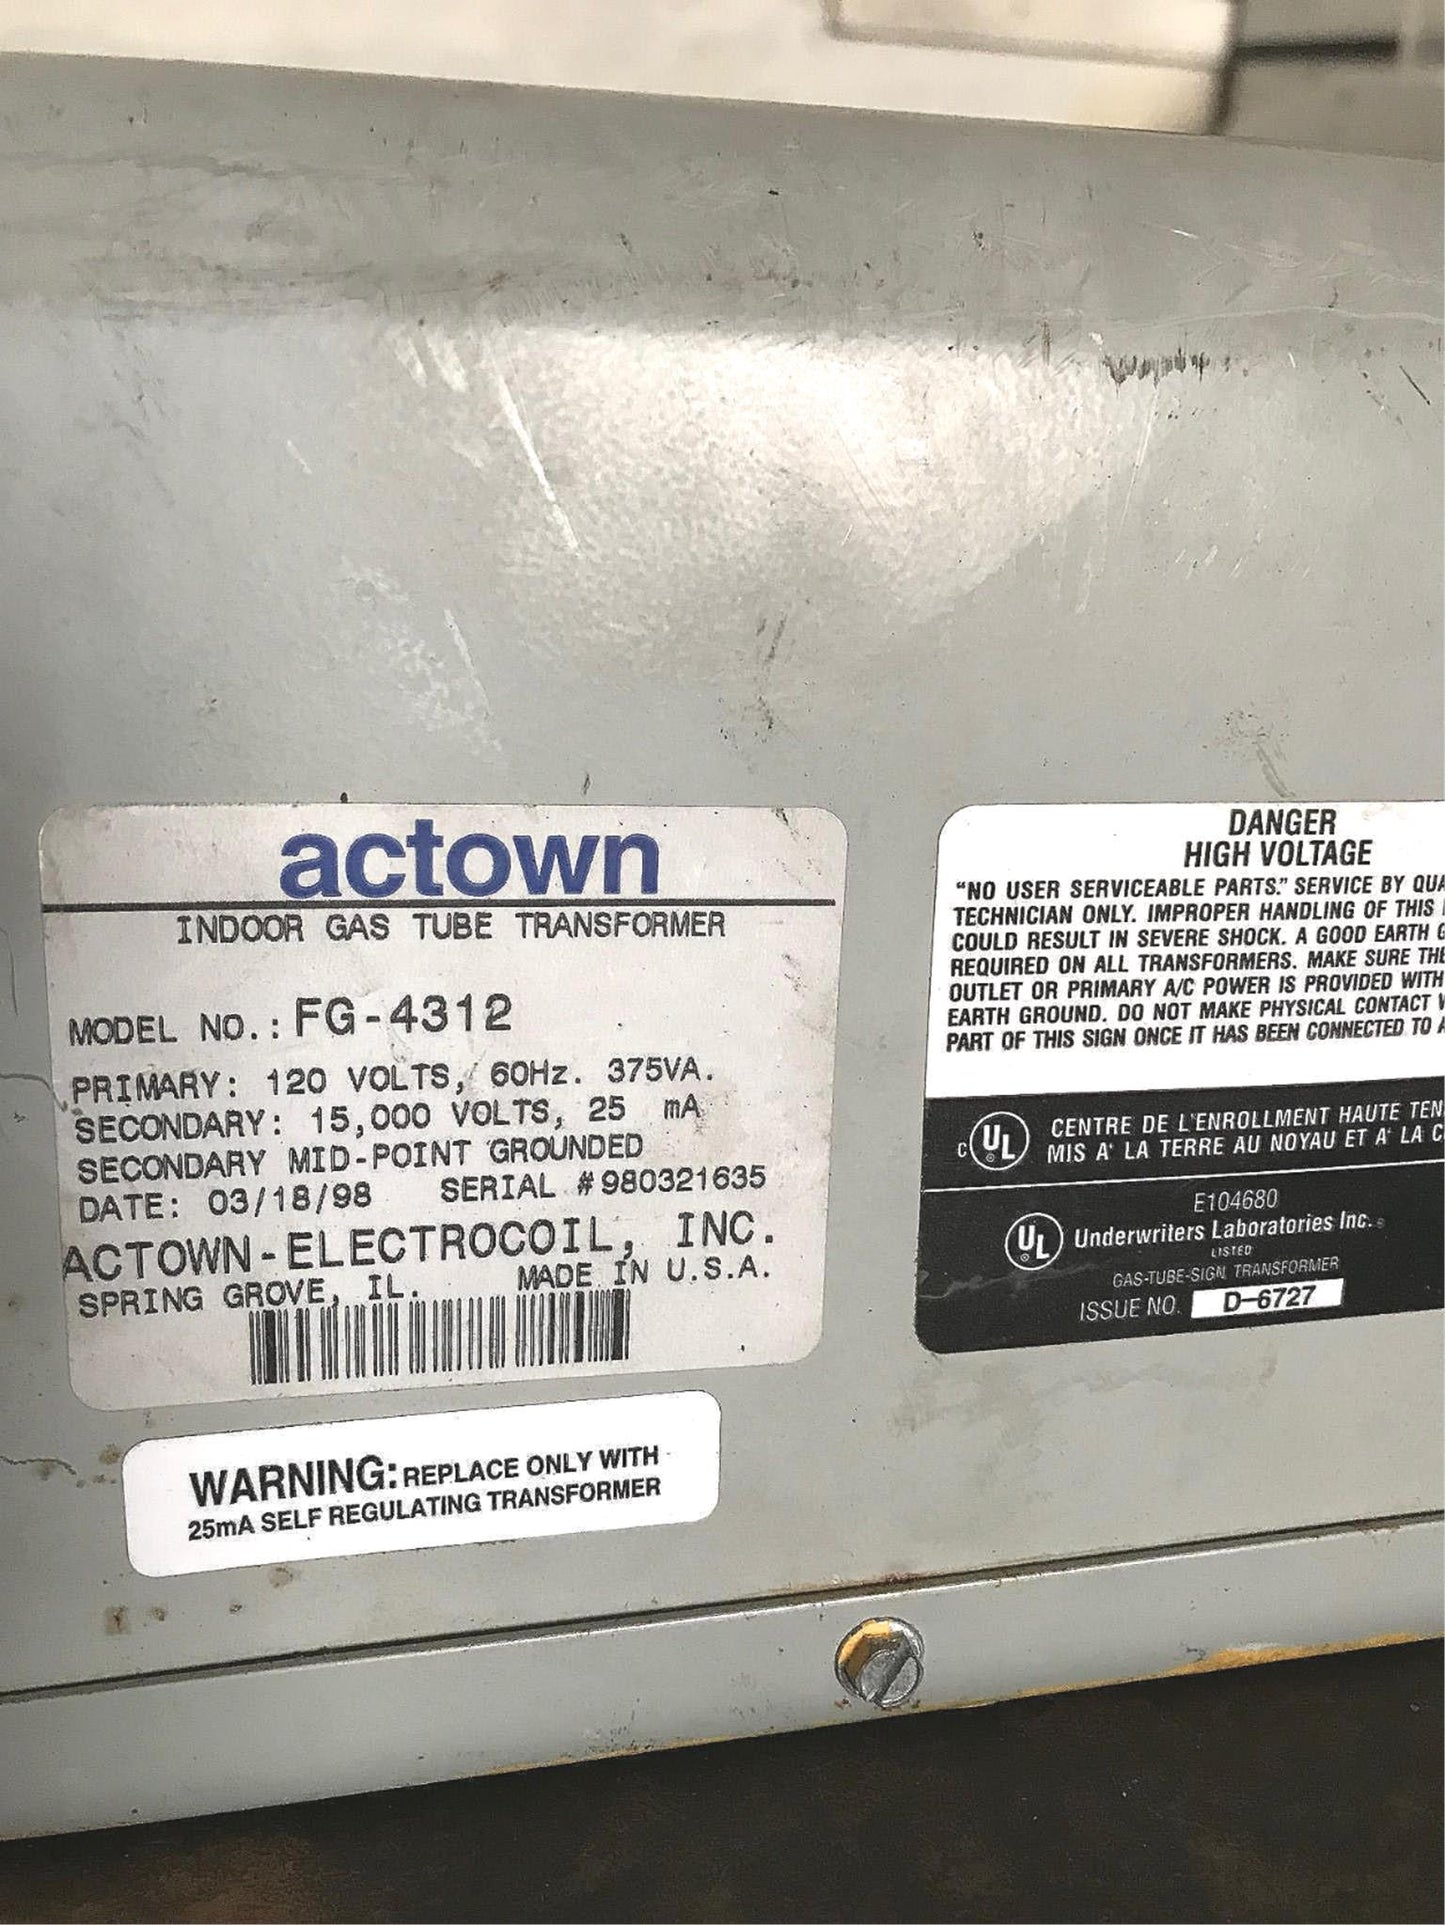 actown
INDOOR GAS TUBE TRANSFORMER
MODEL NO.: FG-4312
PRIMARY: 120 VOLTS, 60Hz. 375VA.
SECONDARY: 15,000 VOLTS, 25 mA
SECONDARY MID-POINT GROUNDED
DATE: 03/18/98 SERIAL #980321635
ACTOWN-ELECTROCOIL, INC.
SPRING GROVE, IL. MADE IN U.S.A.
WARNING: REPLACE ONLY WITH
25mA SELF REGULATING TRANSFORMER
DANGER
HIGH VOLTAGE
"NO USER SERVICEABLE PARTS." SERVICE BY
TECHNICIAN ONLY. IMPROPER HANDLING OF THIS
COULD RESULT IN SEVERE SHOCK. A GOOD EARTH
REQUIRED ON ALL TRANSFORMERS. MAKE SURE THE
OUTLET OR PRIMARY A/C POWER IS PROVIDED WITH
EARTH GROUND. DO NOT MAKE PHYSICAL CONTACT
PART OF THIS SIGN ONCE IT HAS BEEN CONNECTED TO
C UL CENTRE DE L'ENROLLMENT HAUTE
MIS A' LA TERRE AU NOYAU ET A' LA
E104680
UL Underwriters Laboratories Inc.®
LISTED
GAS-TUBE-SIGN TRANSFORMER
ISSUE NO. D-6727